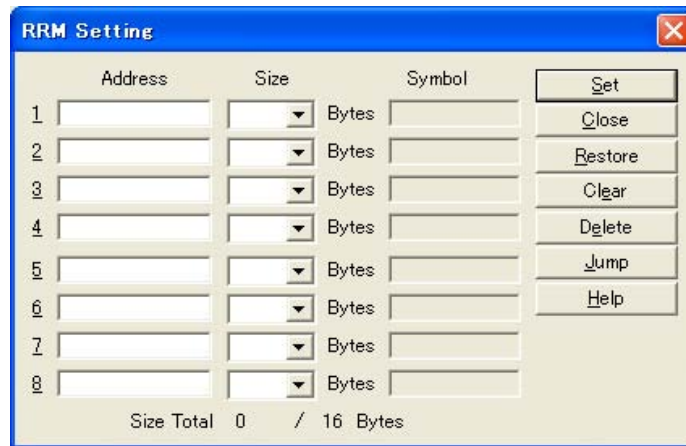 RRM Setting
Address Size Symbol
1 Bytes
2 Bytes
3 Bytes
4 Bytes
5 Bytes
6 Bytes
7 Bytes
8 Bytes
Size Total 0 / 16 Bytes
Set
Close
Restore
Clear
Delete
Jump
Help